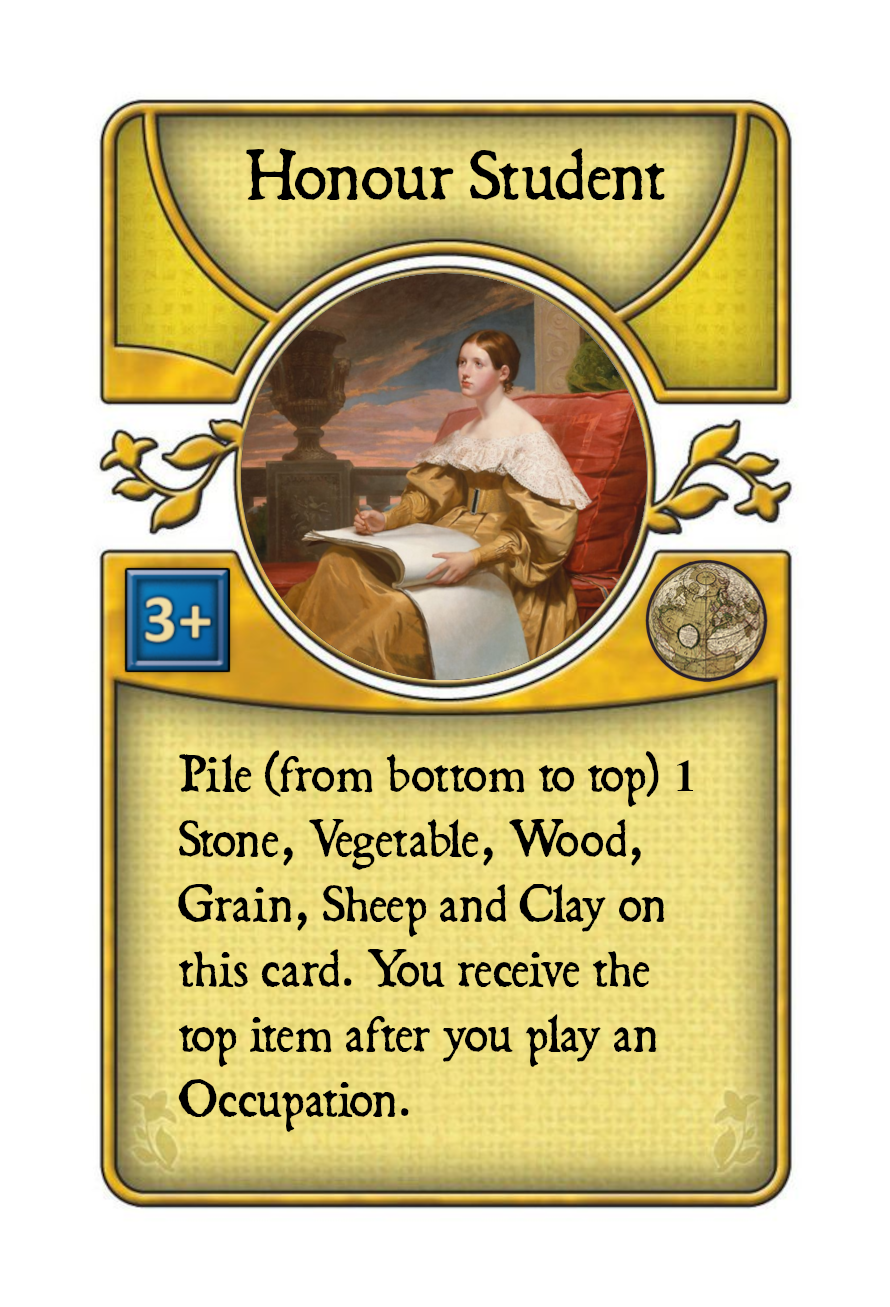 Honour Student
3+
Pile (from bottom to top) 1
Stone, Vegetable, Wood,
Grain, Sheep and Clay on
this card. You receive the
top item after you play an
Occupation.